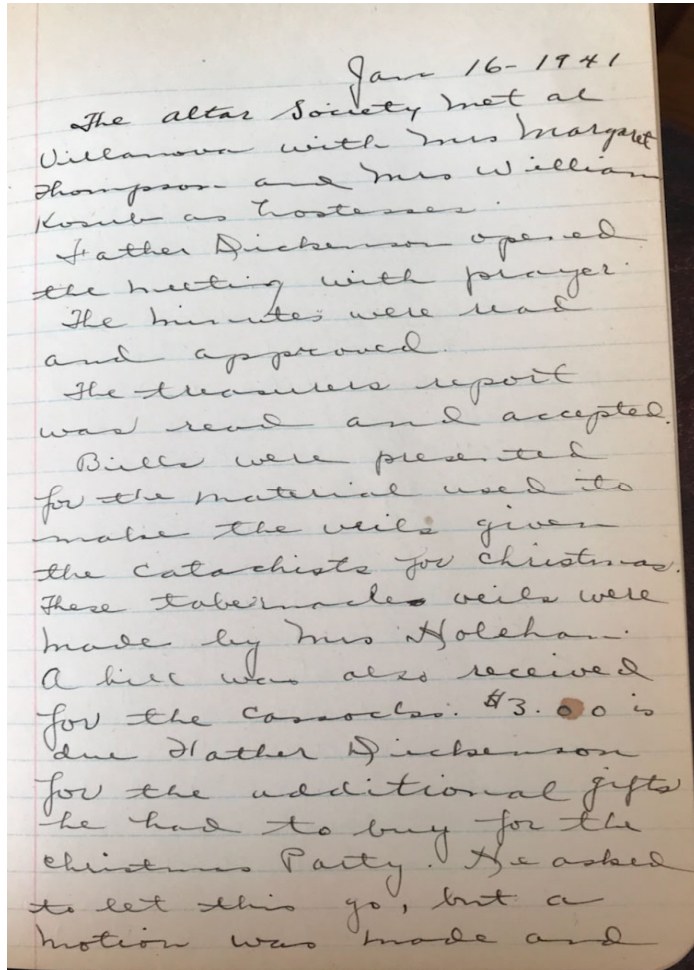 Jan 16-1941
The altar Society met at
Villanova with Mrs Margaret
Thompson and Mrs William
Kosub as hostesses.
Father Dickenson opened
the meeting with prayer.
The minutes were read
and approved.
The treasurers report
was read and accepted.
Bills were presented
for the material used to
make the veils given
the Catachists for Christmas.
These tabernacle veils were
made by Mrs Holehan.
A bill was also received
for the Cassocks. $3.00 is
due Father Dickenson
for the additional gifts
he had to buy for the
Christmas Party. He asked
to let this go, but a
motion was made and